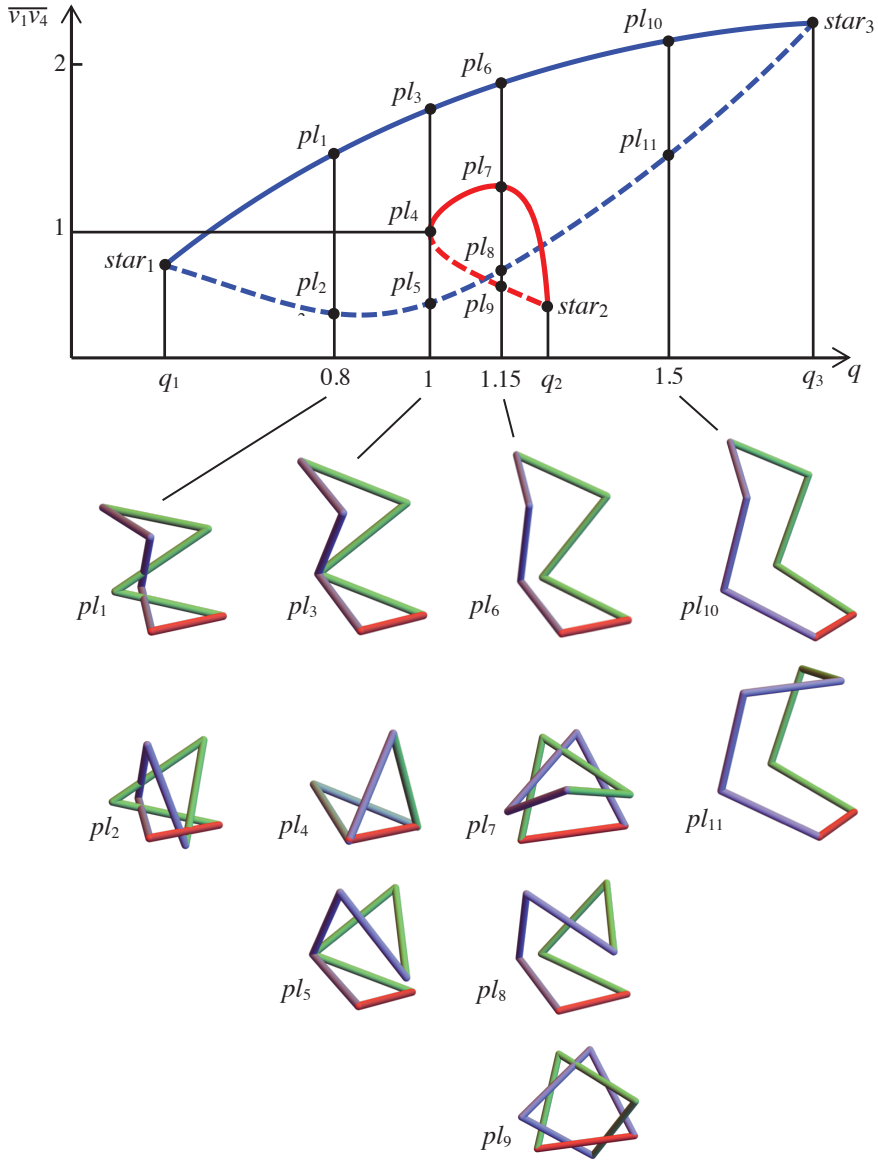 v₁v₄
star₃
pl₁₀
2
pl₆
pl₃
pl₁
pl₁₁
pl₇
pl₄
1
star₁
pl₈
pl₂
pl₅
pl₉
star₂
q₁
0.8
1
1.15
q₂
1.5
q₃
q
pl₁
pl₃
pl₆
pl₁₀
pl₂
pl₄
pl₇
pl₁₁
pl₅
pl₈
pl₉